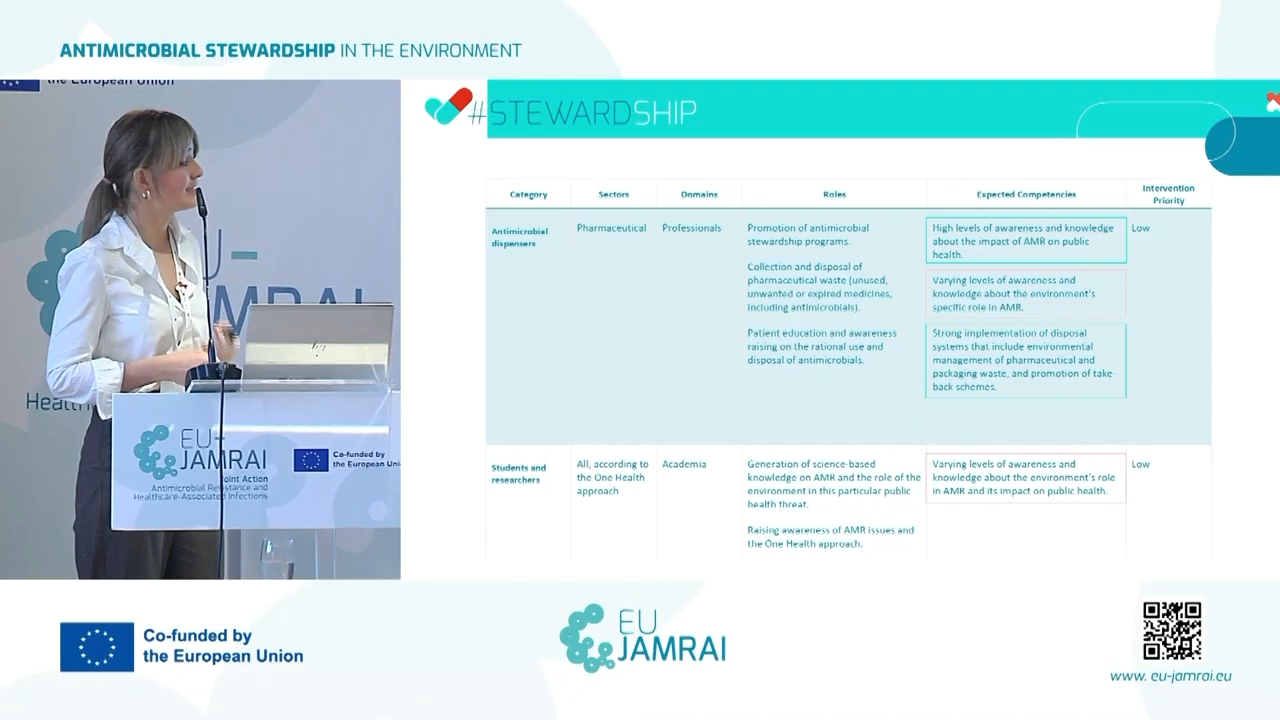 ANTIMICROBIAL STEWARDSHIP IN THE ENVIRONMENT
the European Union
#STEWARDSHIP
Category
Sectors
Domains
Roles
Expected Competencies
Intervention
Priority
Antimicrobial
dispensers
Pharmaceutical
Professionals
Promotion of antimicrobial
stewardship programs.
Collection and disposal of
pharmaceutical waste (unused,
unwanted or expired medicines,
including antimicrobials).
Patient education and awareness
raising on the rational use and
disposal of antimicrobials.
High levels of awareness and knowledge
about the impact of AMR on public
health.
Varying levels of awareness and
knowledge about the environment's
specific role in AMR.
Strong implementation of disposal
systems that include environmental
management of pharmaceutical and
packaging waste, and promotion of take-
back schemes.
Low
Students and
researchers
All, according to
the One Health
approach
Academia
Generation of science-based
knowledge on AMR and the role of the
environment in this particular public
health threat.
Raising awareness of AMR issues and
the One Health approach.
Varying levels of awareness and
knowledge about the environment's role
in AMR and its impact on public health.
Low
U-
JAMRAI
Health
EU-
JAMRAI
Joint Action
Antimicrobial Resistance and
Healthcare-Associated Infections
Co-funded by
the European Uni
Co-funded by
the European Union
EU
JAMRAI
www. eu-jamrai.eu